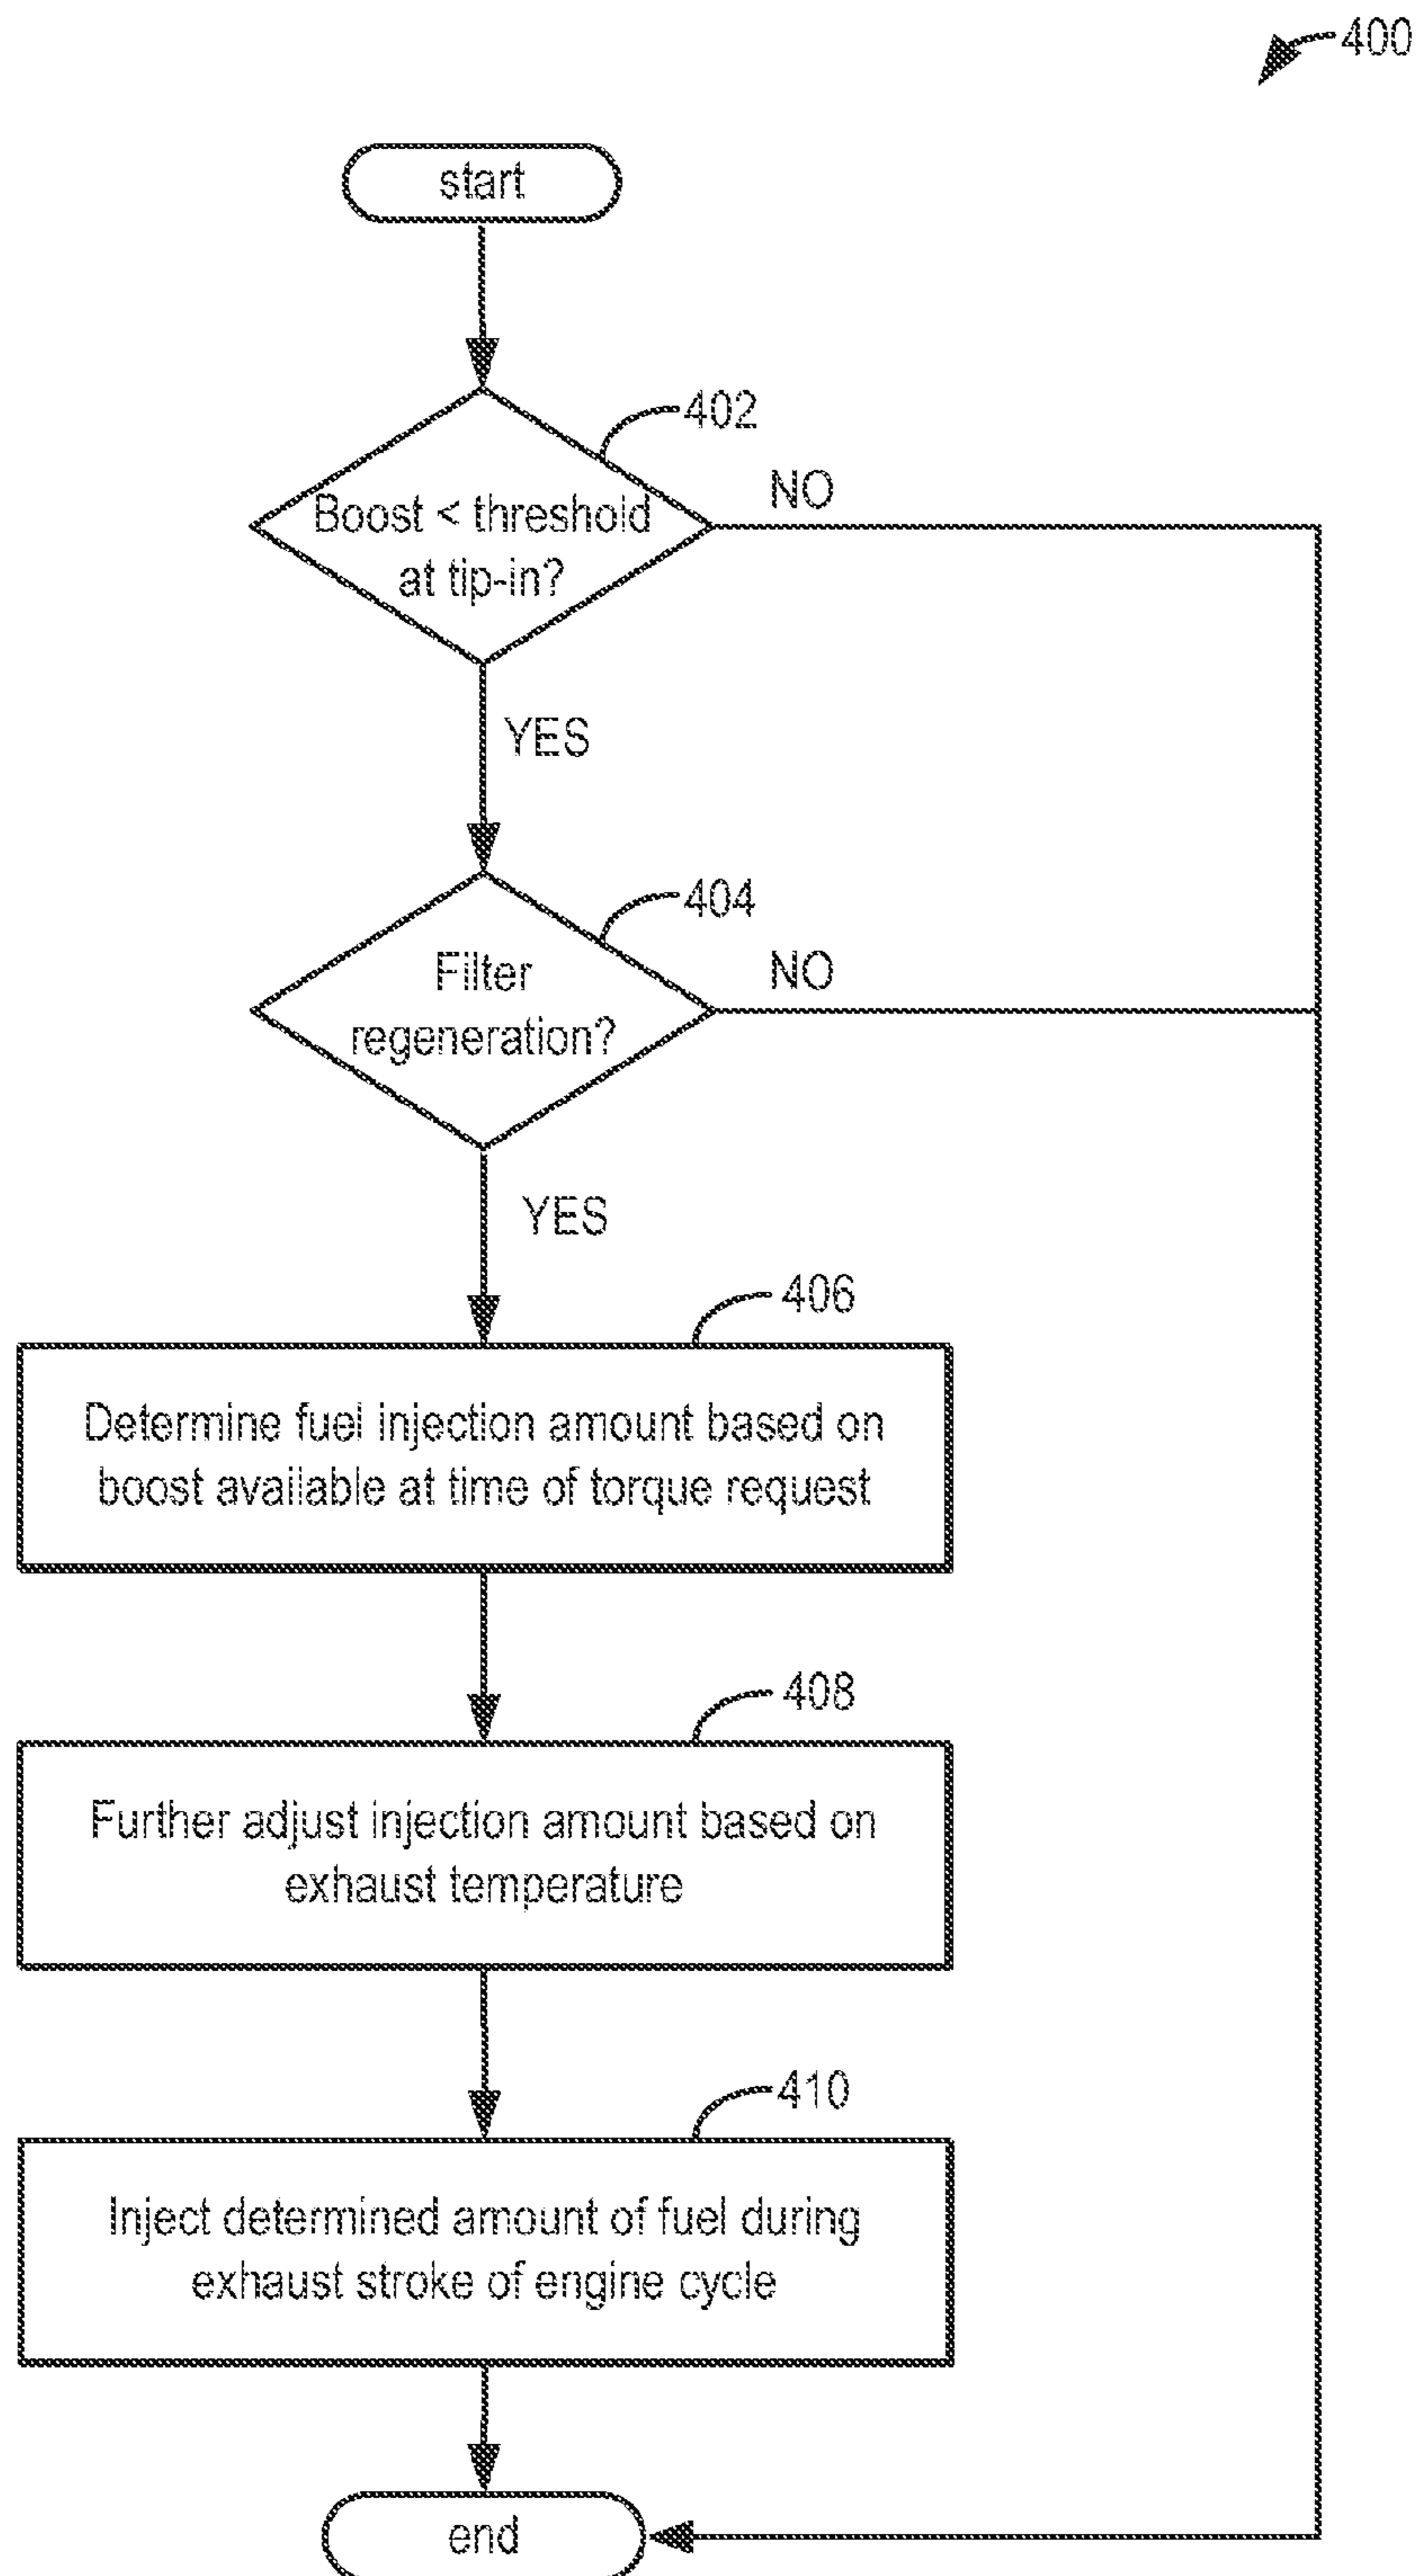 400
start
402
Boost < threshold
at tip-in?
NO
YES
404
Filter
regeneration?
NO
YES
406
Determine fuel injection amount based on
boost available at time of torque request
408
Further adjust injection amount based on
exhaust temperature
410
Inject determined amount of fuel during
exhaust stroke of engine cycle
end